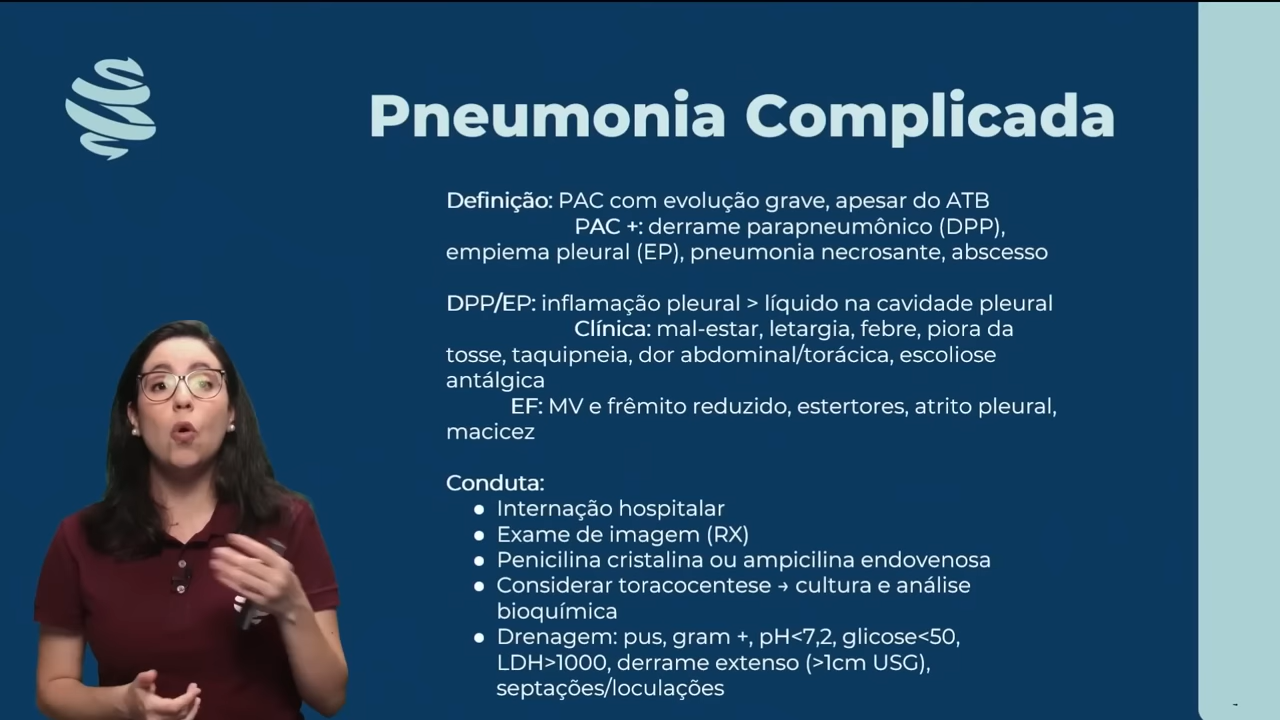 Pneumonia Complicada
Definição: PAC com evolução grave, apesar do ATB
PAC +: derrame parapneumônico (DPP),
empiema pleural (EP), pneumonia necrosante, abscesso
DPP/EP: inflamação pleural > líquido na cavidade pleural
Clínica: mal-estar, letargia, febre, piora da
tosse, taquipneia, dor abdominal/torácica, escoliose
antálgica
EF: MV e frêmito reduzido, estertores, atrito pleural,
macicez
Conduta:
● Internação hospitalar
● Exame de imagem (RX)
● Penicilina cristalina ou ampicilina endovenosa
● Considerar toracocentese → cultura e análise
bioquímica
● Drenagem: pus, gram +, pH<7,2, glicose<50,
LDH>1000, derrame extenso (>1cm USG),
septações/loculações